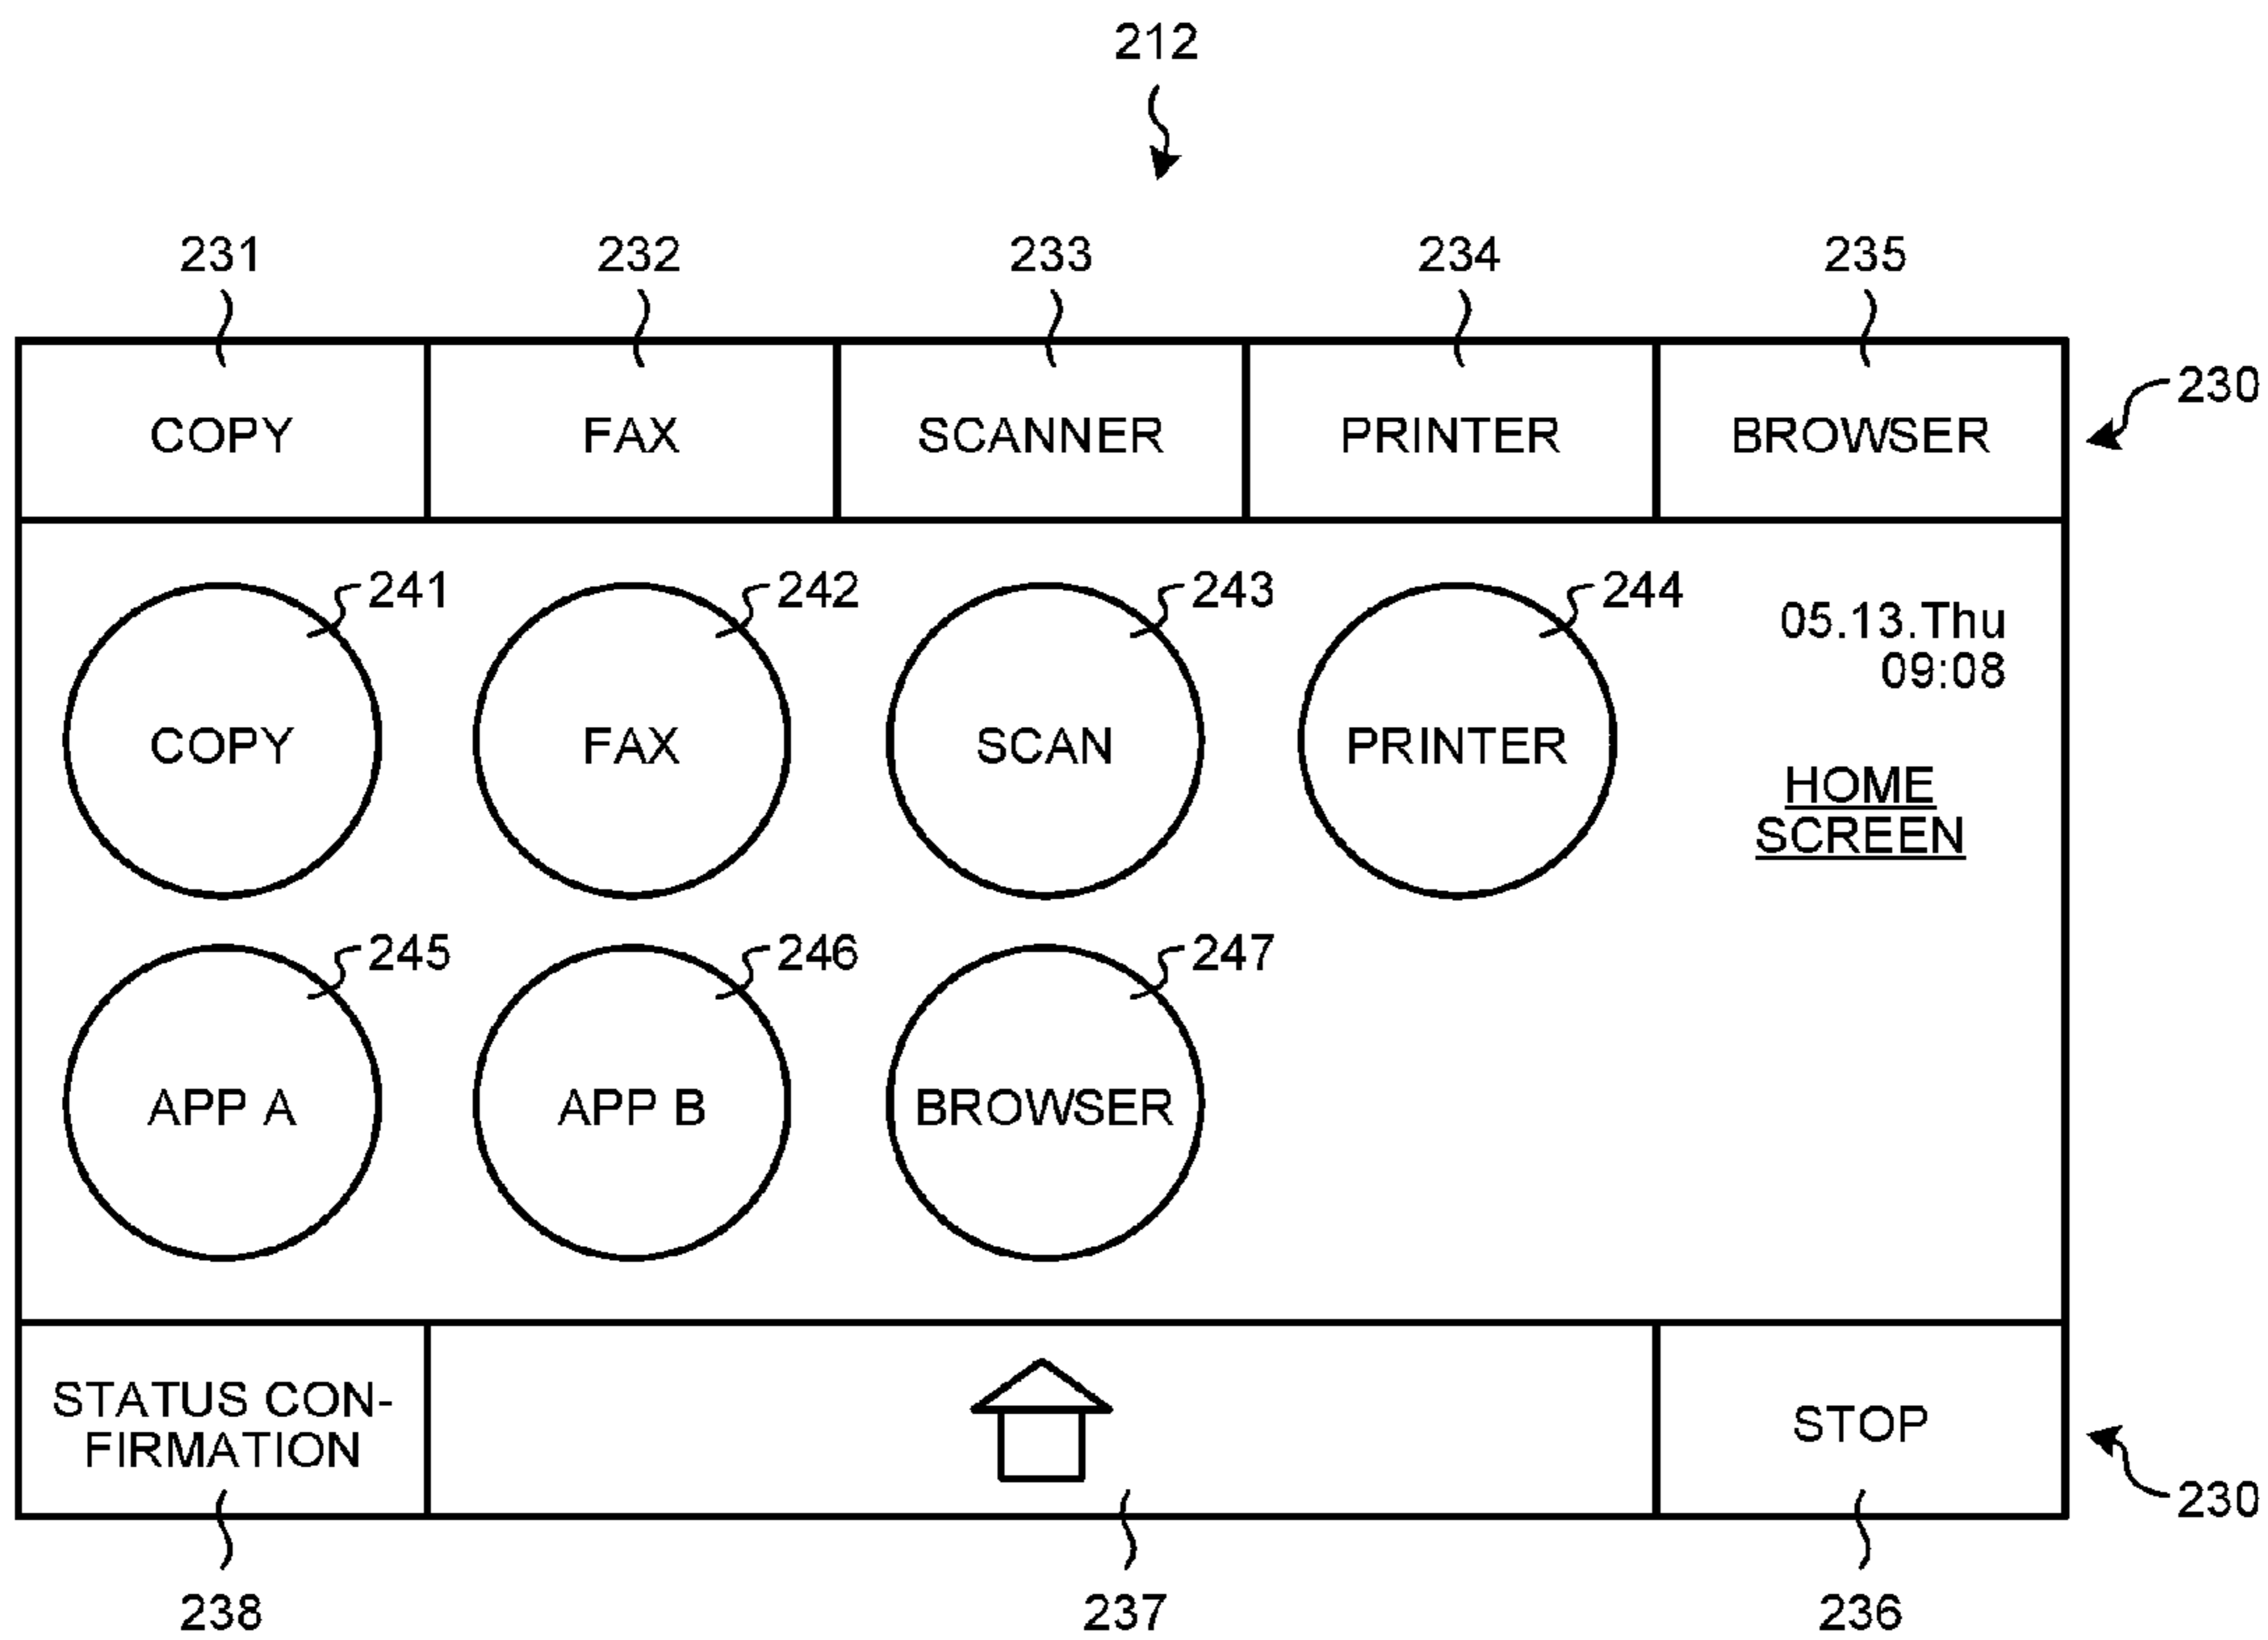 212
231 232 233 234 235
230
COPY FAX SCANNER PRINTER BROWSER
241 242 243 244
05.13.Thu
09:08
COPY FAX SCAN PRINTER
HOME
SCREEN
245 246 247
APP A APP B BROWSER
STATUS CON-
FIRMATION
STOP
230
238 237 236